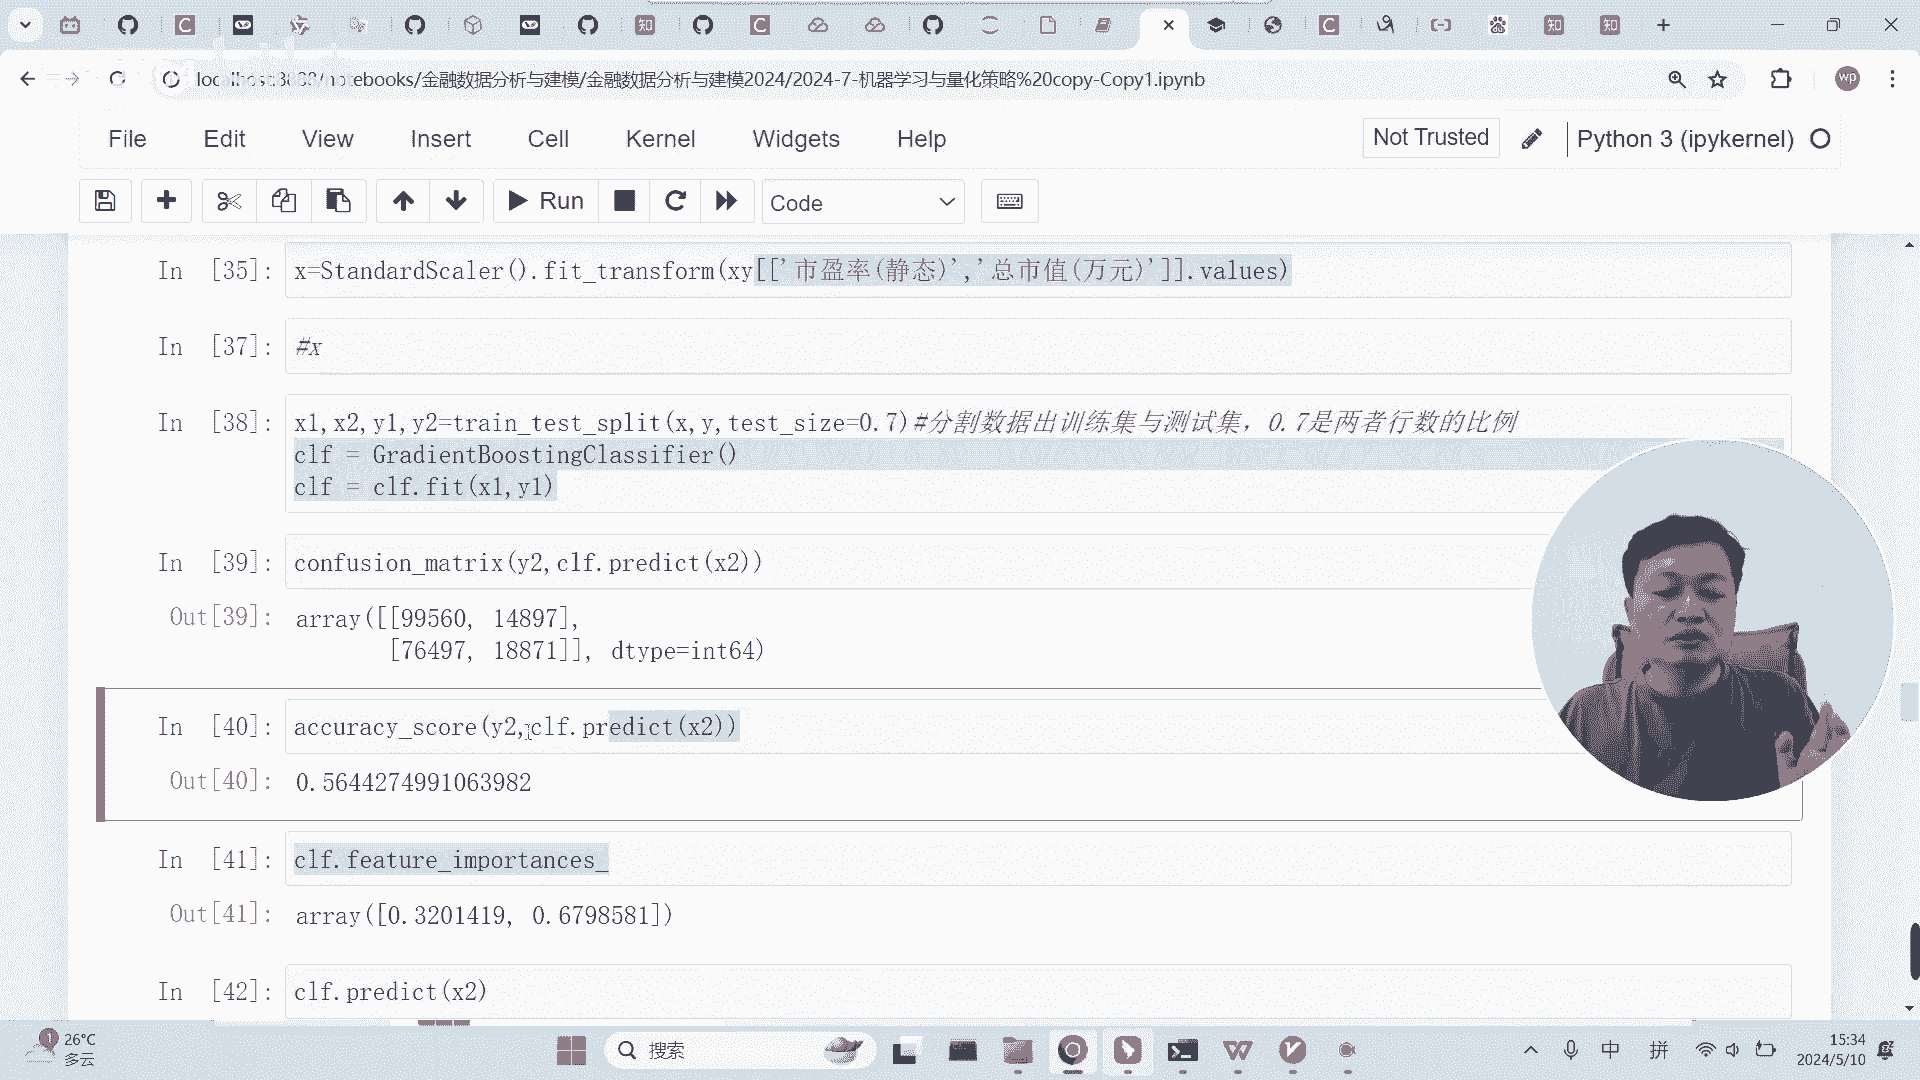 localhost:8888/notebooks/金融数据分析与建模/金融数据分析与建模2024/2024-7-机器学习与量化策略%20copy-Copy1.ipynb
wp
File Edit View Insert Cell Kernel Widgets Help
Not Trusted
Python 3 (ipykernel)
Run
Code
In [35]: x=StandardScaler().fit_transform(xy[['市盈率(静态)','总市值(万元)']].values)
In [37]: #x
In [38]: x1,x2,y1,y2=train_test_split(x,y,test_size=0.7)#分割数据出训练集与测试集，0.7是两者行数的比例
clf = GradientBoostingClassifier()
clf = clf.fit(x1,y1)
In [39]: confusion_matrix(y2,clf.predict(x2))
Out[39]: array([[99560, 14897],
[76497, 18871]], dtype=int64)
In [40]: accuracy_score(y2,clf.predict(x2))
Out[40]: 0.5644274991063982
In [41]: clf.feature_importances_
Out[41]: array([0.3201419, 0.6798581])
In [42]: clf.predict(x2)
1
26°C
多云
搜索
中
拼
15:34
2024/5/10